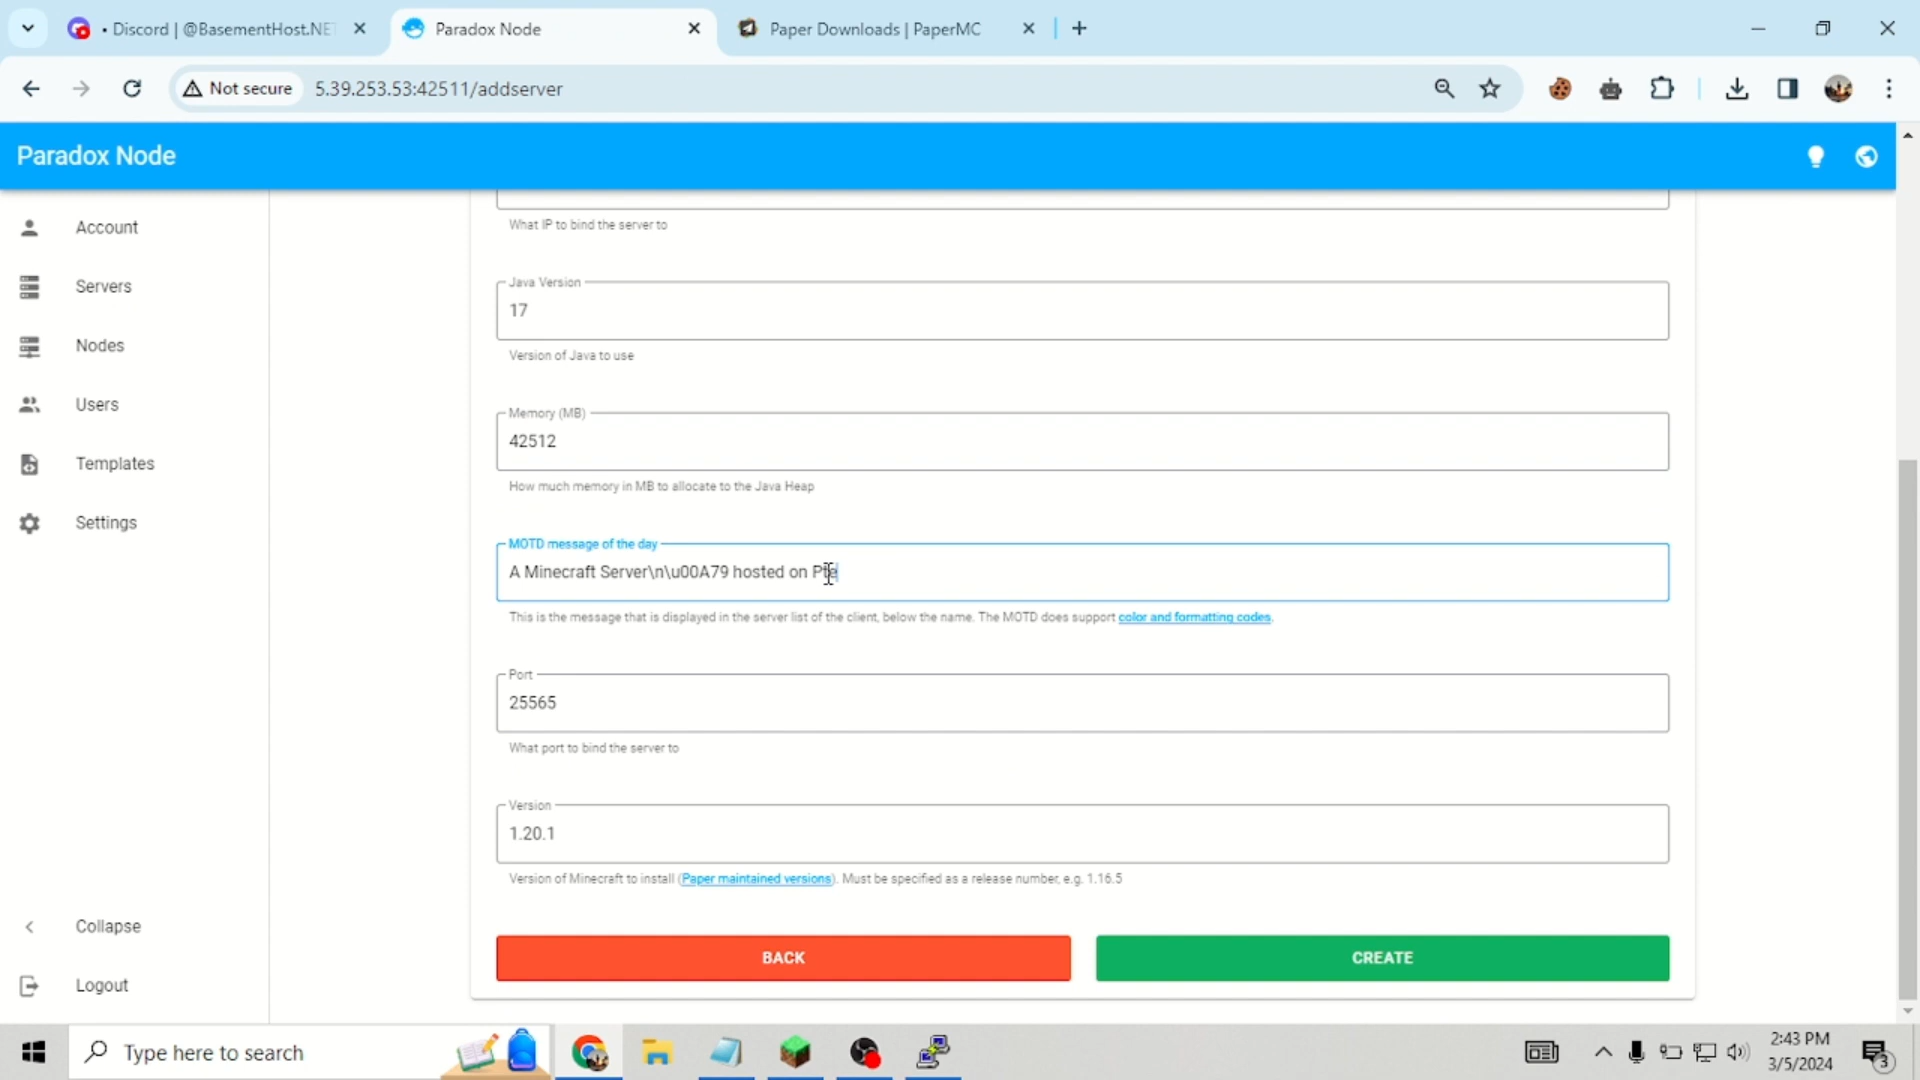 • Discord | @BasementHost.NET
Paradox Node
Paper Downloads | PaperMC
Not secure
5.39.253.53:42511/addserver
Paradox Node
Account
Servers
Nodes
Users
Templates
Settings
Collapse
Logout
What IP to bind the server to
Java Version
17
Version of Java to use
Memory (MB)
42512
How much memory in MB to allocate to the Java Heap
MOTD message of the day
A Minecraft Server\n\u00A79 hosted on Pte
This is the message that is displayed in the server list of the client, below the name. The MOTD does support color and formatting codes.
Port
25565
What port to bind the server to
Version
1.20.1
Version of Minecraft to install (Paper maintained versions). Must be specified as a release number, e.g. 1.16.5
BACK
CREATE
Type here to search
2:43 PM
3/5/2024
3